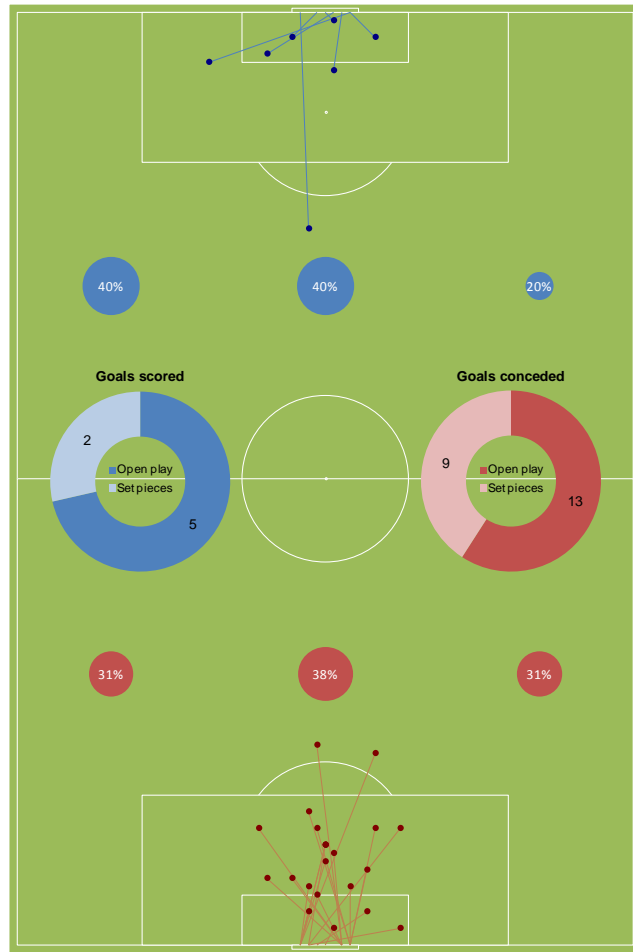 40%
40%
20%
Goals scored
Goals conceded
2
Open play
Set pieces
5
9
Open play
Set pieces
13
31%
38%
31%